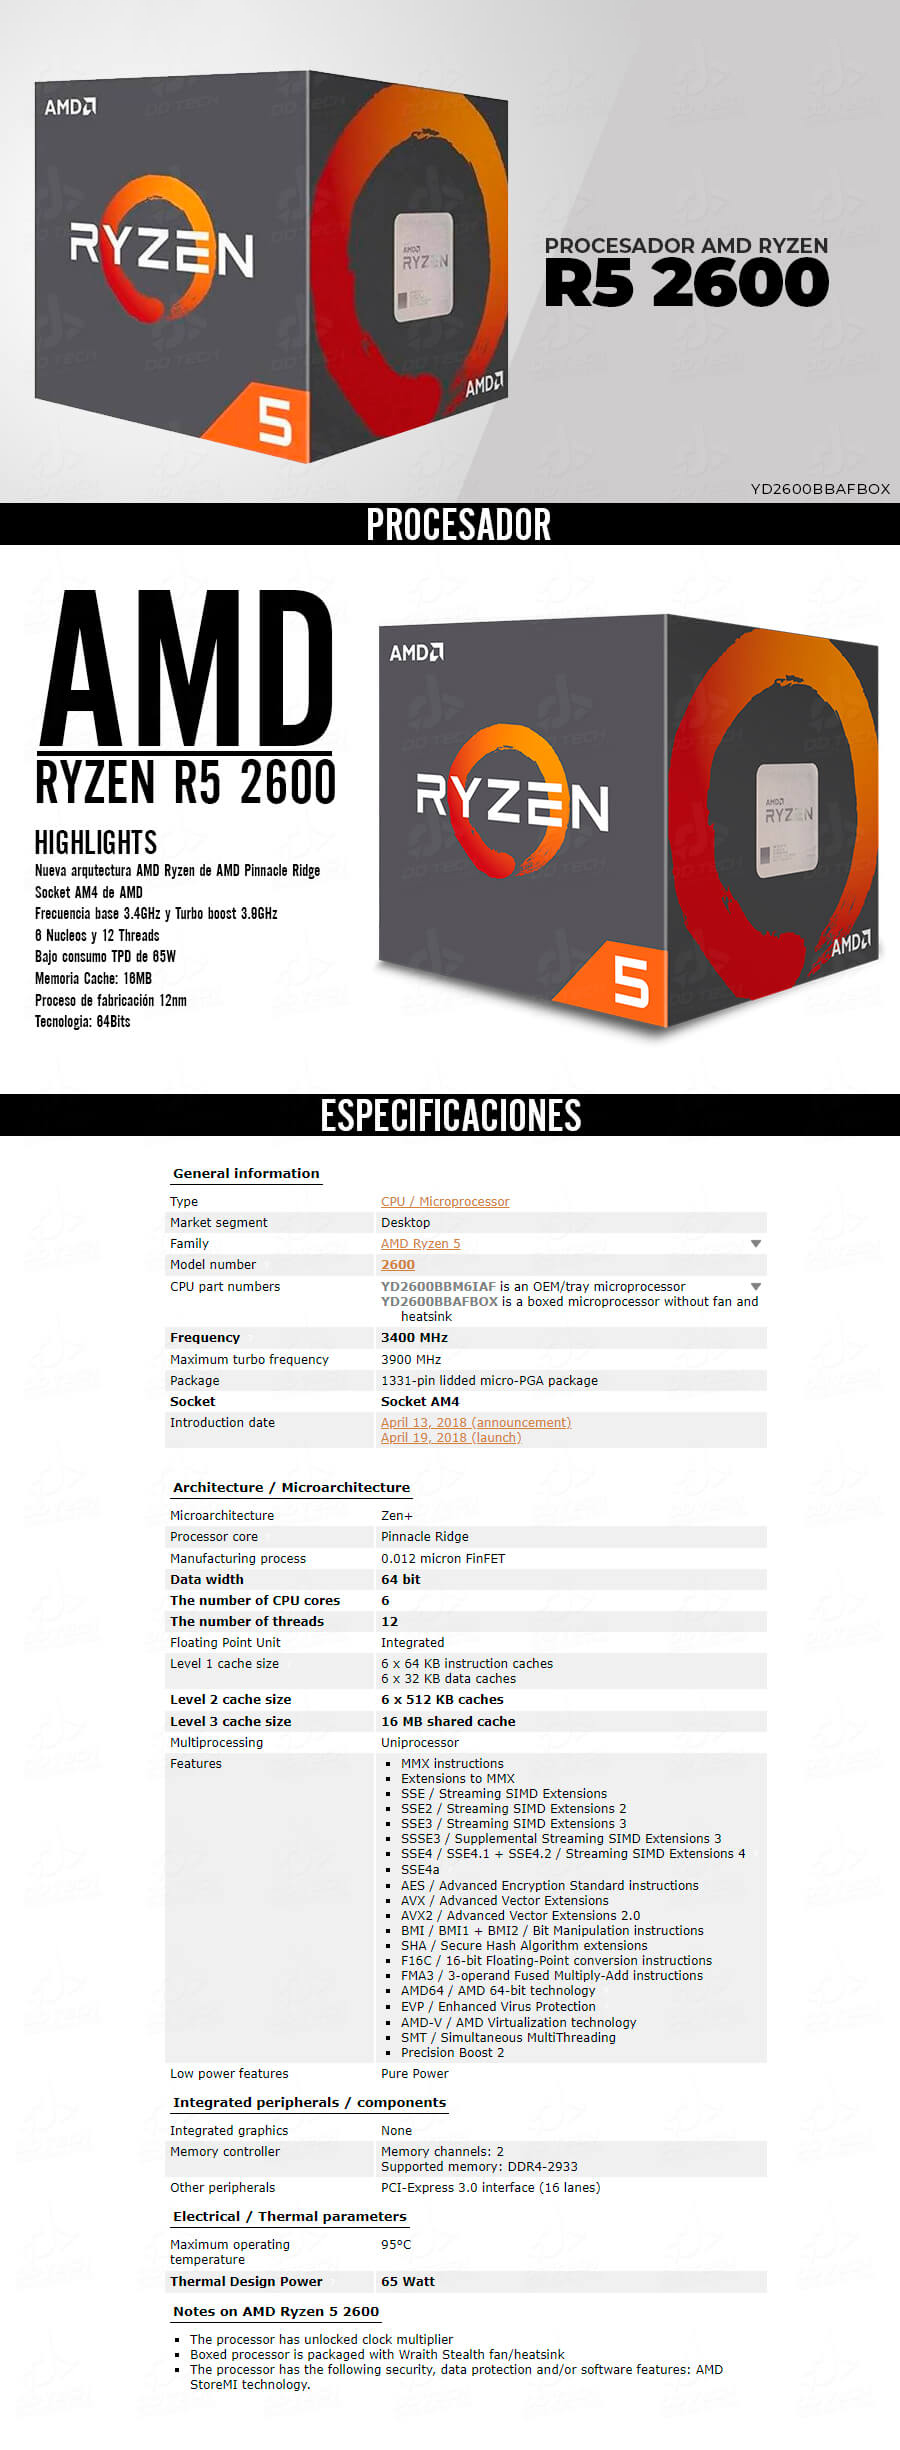 AMD
RYZEN
5
AMD
RYZEN
AMD
PROCESADOR AMD RYZEN
R5 2600
YD2600BBAFBOX
PROCESADOR
AMD
RYZEN R5 2600
HIGHLIGHTS
Nueva arqutectura AMD Ryzen de AMD Pinnacle Ridge
Socket AM4 de AMD
Frecuencia base 3.4GHz y Turbo boost 3.9GHz
6 Nucleos y 12 Threads
Bajo consumo TPD de 65W
Memoria Cache: 16MB
Proceso de fabricación 12nm
Tecnologia: 64Bits
AMD
RYZEN
5
AMD
RYZEN
AMD
ESPECIFICACIONES
General information
Type CPU / Microprocessor
Market segment Desktop
Family AMD Ryzen 5
Model number 2600
CPU part numbers YD2600BBM6IAF is an OEM/tray microprocessor
YD2600BBAFBOX is a boxed microprocessor without fan and
heatsink
Frequency 3400 MHz
Maximum turbo frequency 3900 MHz
Package 1331-pin lidded micro-PGA package
Socket Socket AM4
Introduction date April 13, 2018 (announcement)
April 19, 2018 (launch)
Architecture / Microarchitecture
Microarchitecture Zen+
Processor core Pinnacle Ridge
Manufacturing process 0.012 micron FinFET
Data width 64 bit
The number of CPU cores 6
The number of threads 12
Floating Point Unit Integrated
Level 1 cache size 6 x 64 KB instruction caches
6 x 32 KB data caches
Level 2 cache size 6 x 512 KB caches
Level 3 cache size 16 MB shared cache
Multiprocessing Uniprocessor
Features MMX instructions
Extensions to MMX
SSE / Streaming SIMD Extensions
SSE2 / Streaming SIMD Extensions 2
SSE3 / Streaming SIMD Extensions 3
SSSE3 / Supplemental Streaming SIMD Extensions 3
SSE4 / SSE4.1 + SSE4.2 / Streaming SIMD Extensions 4
SSE4a
AES / Advanced Encryption Standard instructions
AVX / Advanced Vector Extensions
AVX2 / Advanced Vector Extensions 2.0
BMI / BMI1 + BMI2 / Bit Manipulation instructions
SHA / Secure Hash Algorithm extensions
F16C / 16-bit Floating-Point conversion instructions
FMA3 / 3-operand Fused Multiply-Add instructions
AMD64 / AMD 64-bit technology
EVP / Enhanced Virus Protection
AMD-V / AMD Virtualization technology
SMT / Simultaneous MultiThreading
Precision Boost 2
Low power features Pure Power
Integrated peripherals / components
Integrated graphics None
Memory controller Memory channels: 2
Supported memory: DDR4-2933
Other peripherals PCI-Express 3.0 interface (16 lanes)
Electrical / Thermal parameters
Maximum operating 95°C
temperature
Thermal Design Power 65 Watt
Notes on AMD Ryzen 5 2600
The processor has unlocked clock multiplier
Boxed processor is packaged with Wraith Stealth fan/heatsink
The processor has the following security, data protection and/or software features: AMD
StoreMI technology.